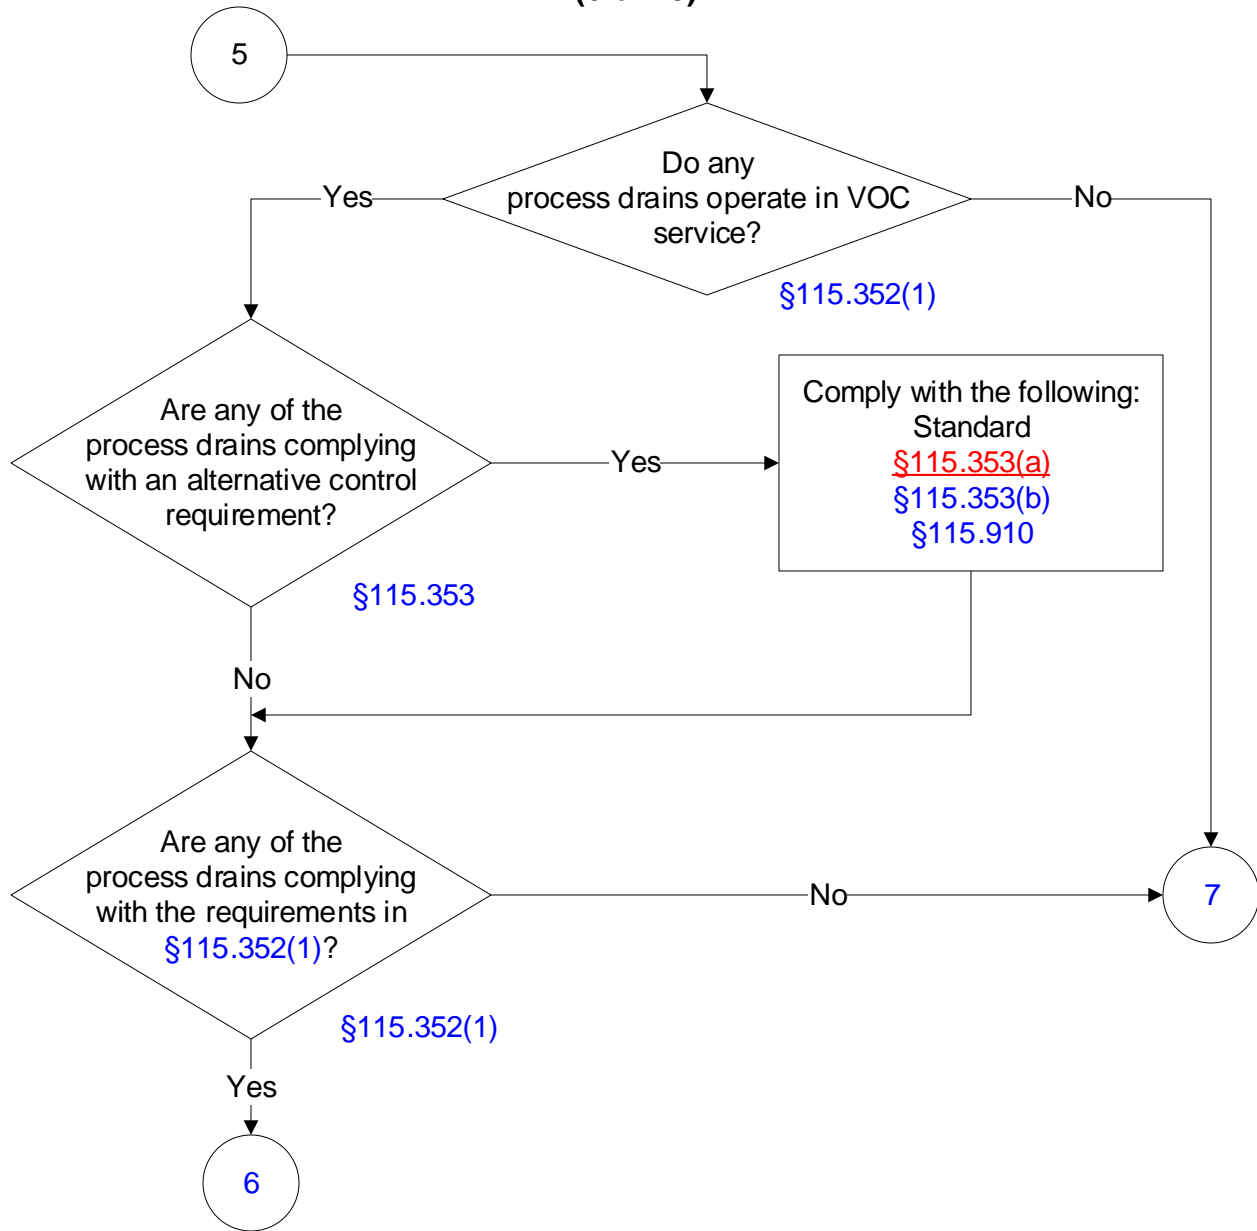 5
Do any
process drains operate in VOC
service?
Yes
No
§115.352(1)
Are any of the
process drains complying
with an alternative control
requirement?
Yes
Comply with the following:
Standard
§115.353(a)
§115.353(b)
§115.910
§115.353
No
Are any of the
process drains complying
with the requirements in
§115.352(1)?
No
7
§115.352(1)
Yes
6